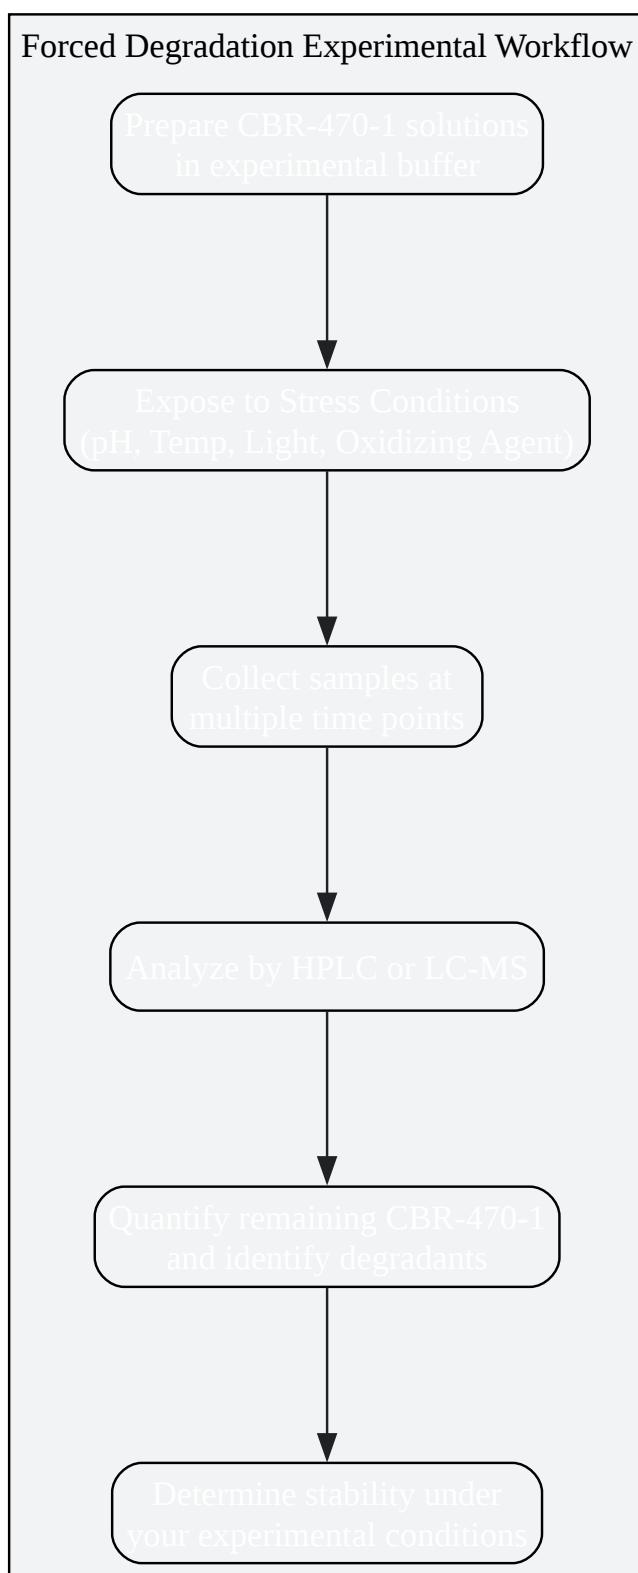 Forced Degradation Experimental Workflow
Prepare CBR-470-1 solutions
in experimental buffer
Expose to Stress Conditions
(pH, Temp, Light, Oxidizing Agent)
Collect samples at
multiple time points
Analyze by HPLC or LC-MS
Quantify remaining CBR-470-1
and identify degradants
Determine stability under
your experimental conditions